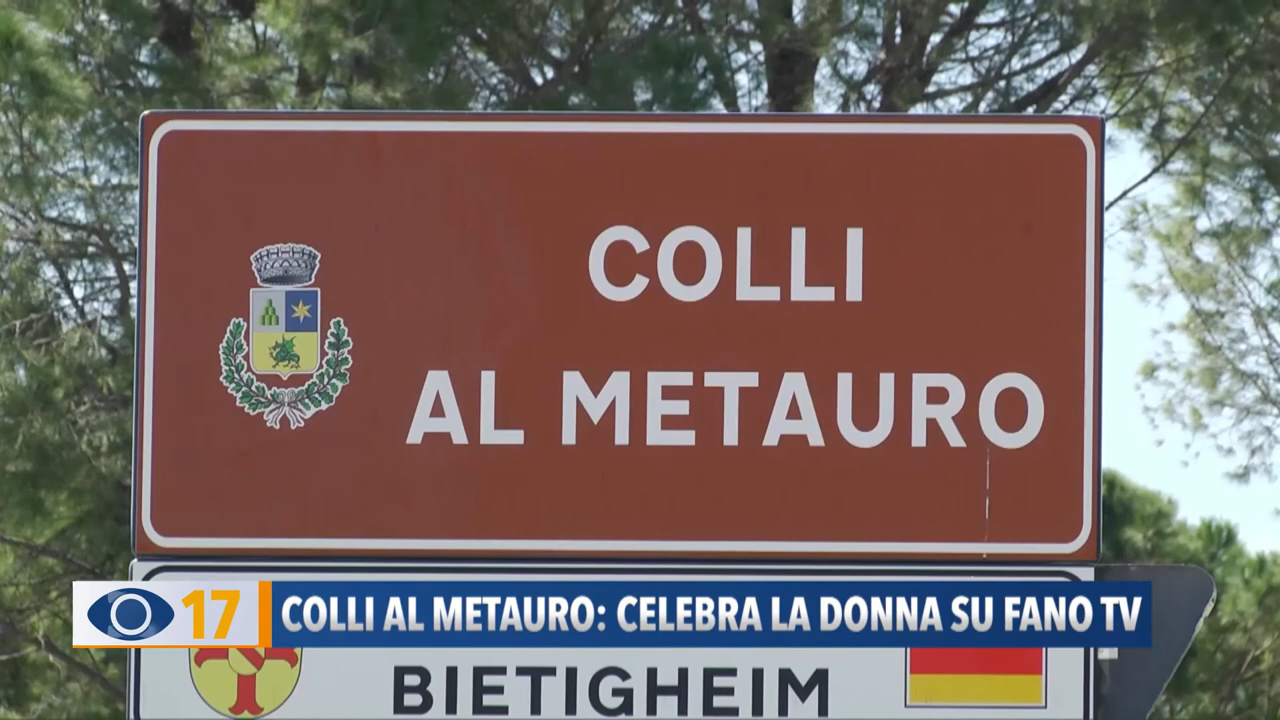 COLLI
AL METAURO
17 COLLI AL METAURO: CELEBRA LA DONNA SU FANO TV
BIETIGHEIM